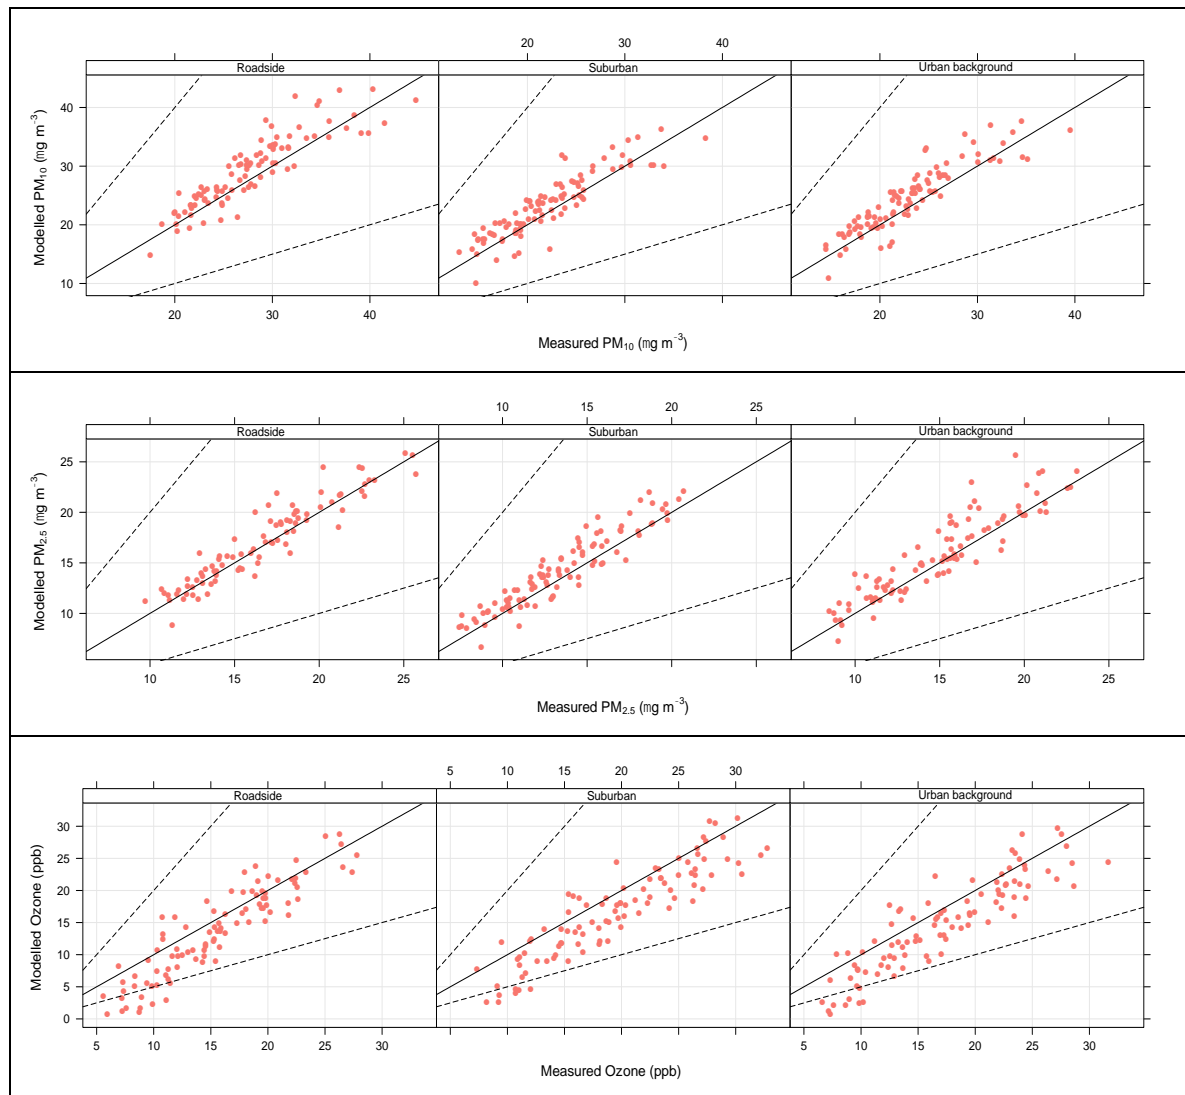 20 40
Roadside Suburban Urban background
Modelled PM10 (mg m-3)
40
30
20
10
20 30 40 20 30 40
Measured PM10 (mg m-3)
10 15 20 25
Roadside Suburban Urban background
Modelled PM2.5 (mg m-3)
25
20
15
10
10 15 20 25 10 15 20 25
Measured PM2.5 (mg m-3)
5 10 15 20 25 30
Roadside Suburban Urban background
Modelled Ozone (ppb)
30
25
20
15
10
5
0
5 10 15 20 25 30 5 10 15 20 25 30
Measured Ozone (ppb)